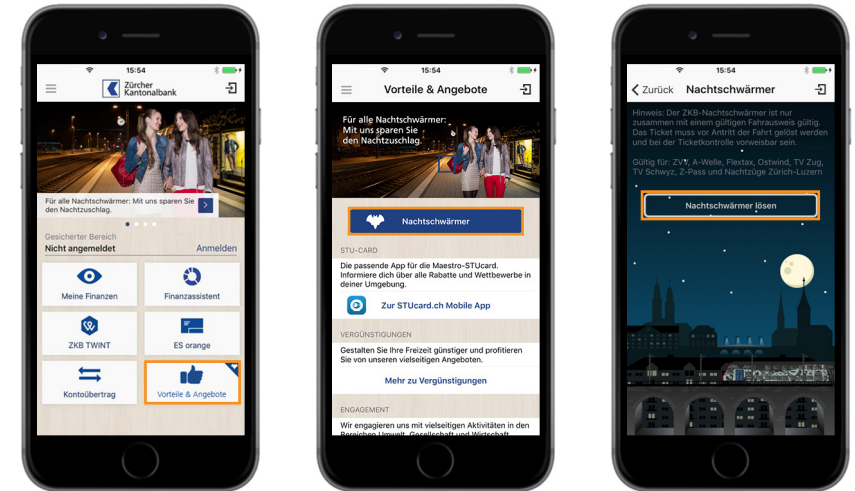 15:54
Zürcher
Kantonalbank
Für alle Nachtschwärmer: Mit uns sparen Sie
den Nachtzuschlag.
Gesicherter Bereich
Nicht angemeldet
Anmelden
Meine Finanzen
Finanzassistent
ZKB TWINT
ES orange
Kontoübertrag
Vorteile & Angebote
15:54
Vorteile & Angebote
Für alle Nachtschwärmer:
Mit uns sparen Sie
den Nachtzuschlag.
Nachtschwärmer
STU-CARD
Die passende App für die Maestro-STUcard.
Informiere dich über alle Rabatte und Wettbewerbe in
deiner Umgebung.
Zur STUcard.ch Mobile App
VERGÜNSTIGUNGEN
Gestalten Sie Ihre Freizeit günstiger und profitieren
Sie von unseren vielseitigen Angeboten.
Mehr zu Vergünstigungen
ENGAGEMENT
Wir engagieren uns mit vielseitigen Aktivitäten in den
Bereichen Umwelt, Gesellschaft und Wirtschaft
15:54
Zurück
Nachtschwärmer
Hinweis: Der ZKB-Nachtschwärmer ist nur
zusammen mit einem gültigen Fahrausweis gültig.
Das Ticket muss vor Antritt der Fahrt gelöst werden
und bei der Ticketkontrolle vorweisbar sein.
Gültig für: ZVV, A-Welle, Flextax, Ostwind, TV Zug,
TV Schwyz, Z-Pass und Nachtzüge Zürich-Luzern
Nachtschwärmer lösen